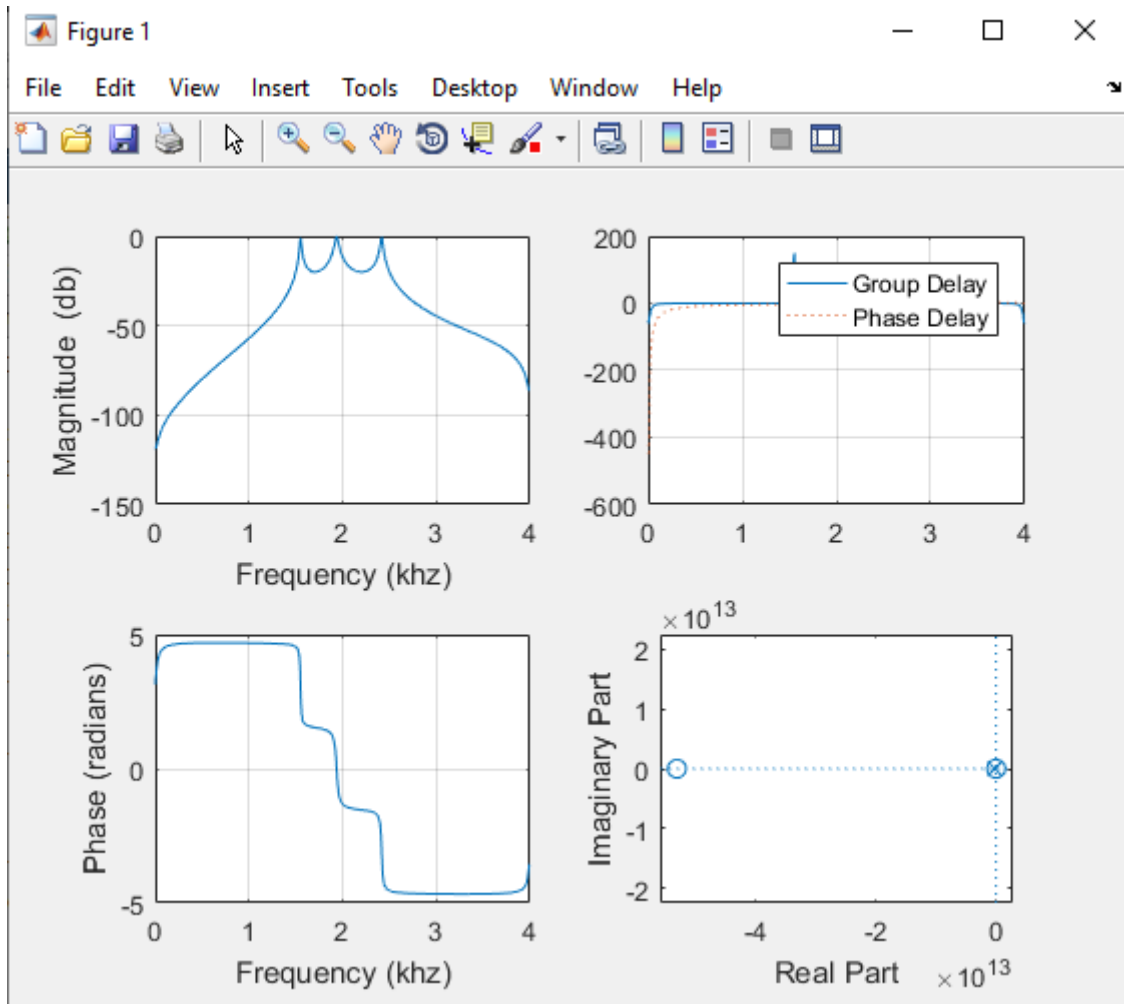 Figure 1
File Edit View Insert Tools Desktop Window Help
0
-50
-100
-150
Magnitude (db)
0 1 2 3 4
Frequency (khz)
200
0
-200
-400
-600
Group Delay
Phase Delay
0 1 2 3 4
5
0
-5
Phase (radians)
0 1 2 3 4
Frequency (khz)
×10^13
2
1
0
-1
-2
Imaginary Part
-4 -2 0
Real Part ×10^13